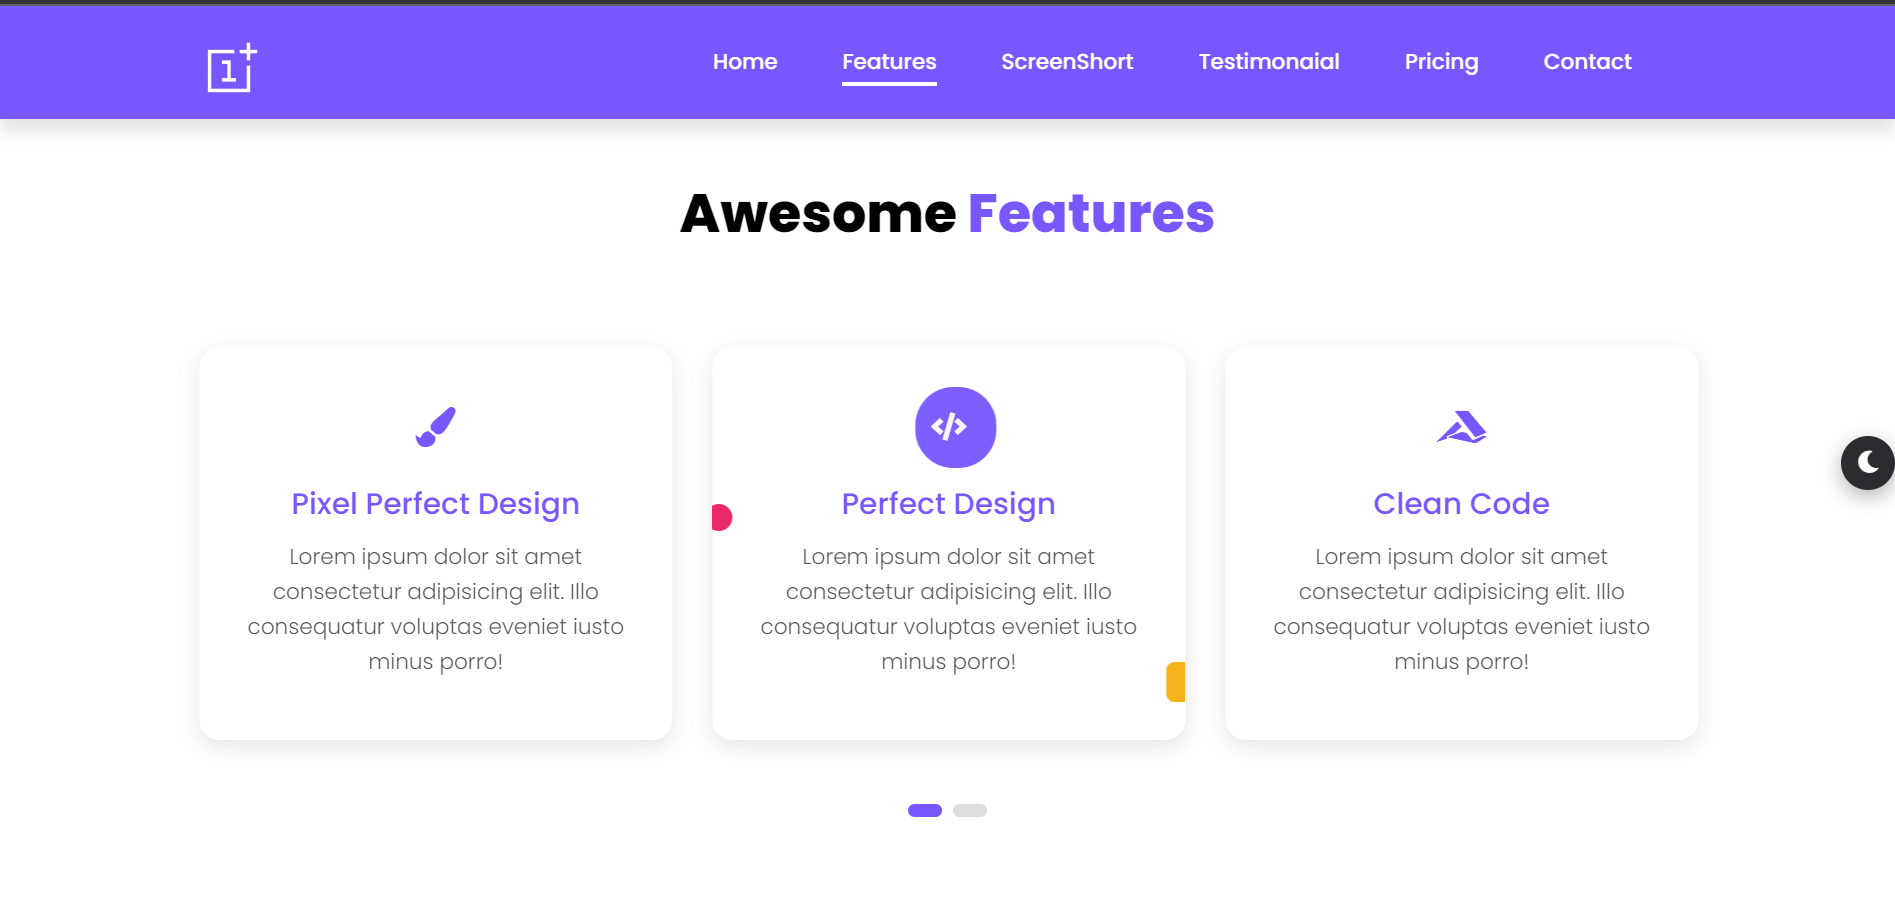 1+
Home Features ScreenShort Testimonaial Pricing Contact
Awesome Features
</>
Pixel Perfect Design
Lorem ipsum dolor sit amet
consectetur adipisicing elit. Illo
consequatur voluptas eveniet iusto
minus porro!
Perfect Design
Lorem ipsum dolor sit amet
consectetur adipisicing elit. Illo
consequatur voluptas eveniet iusto
minus porro!
Clean Code
Lorem ipsum dolor sit amet
consectetur adipisicing elit. Illo
consequatur voluptas eveniet iusto
minus porro!